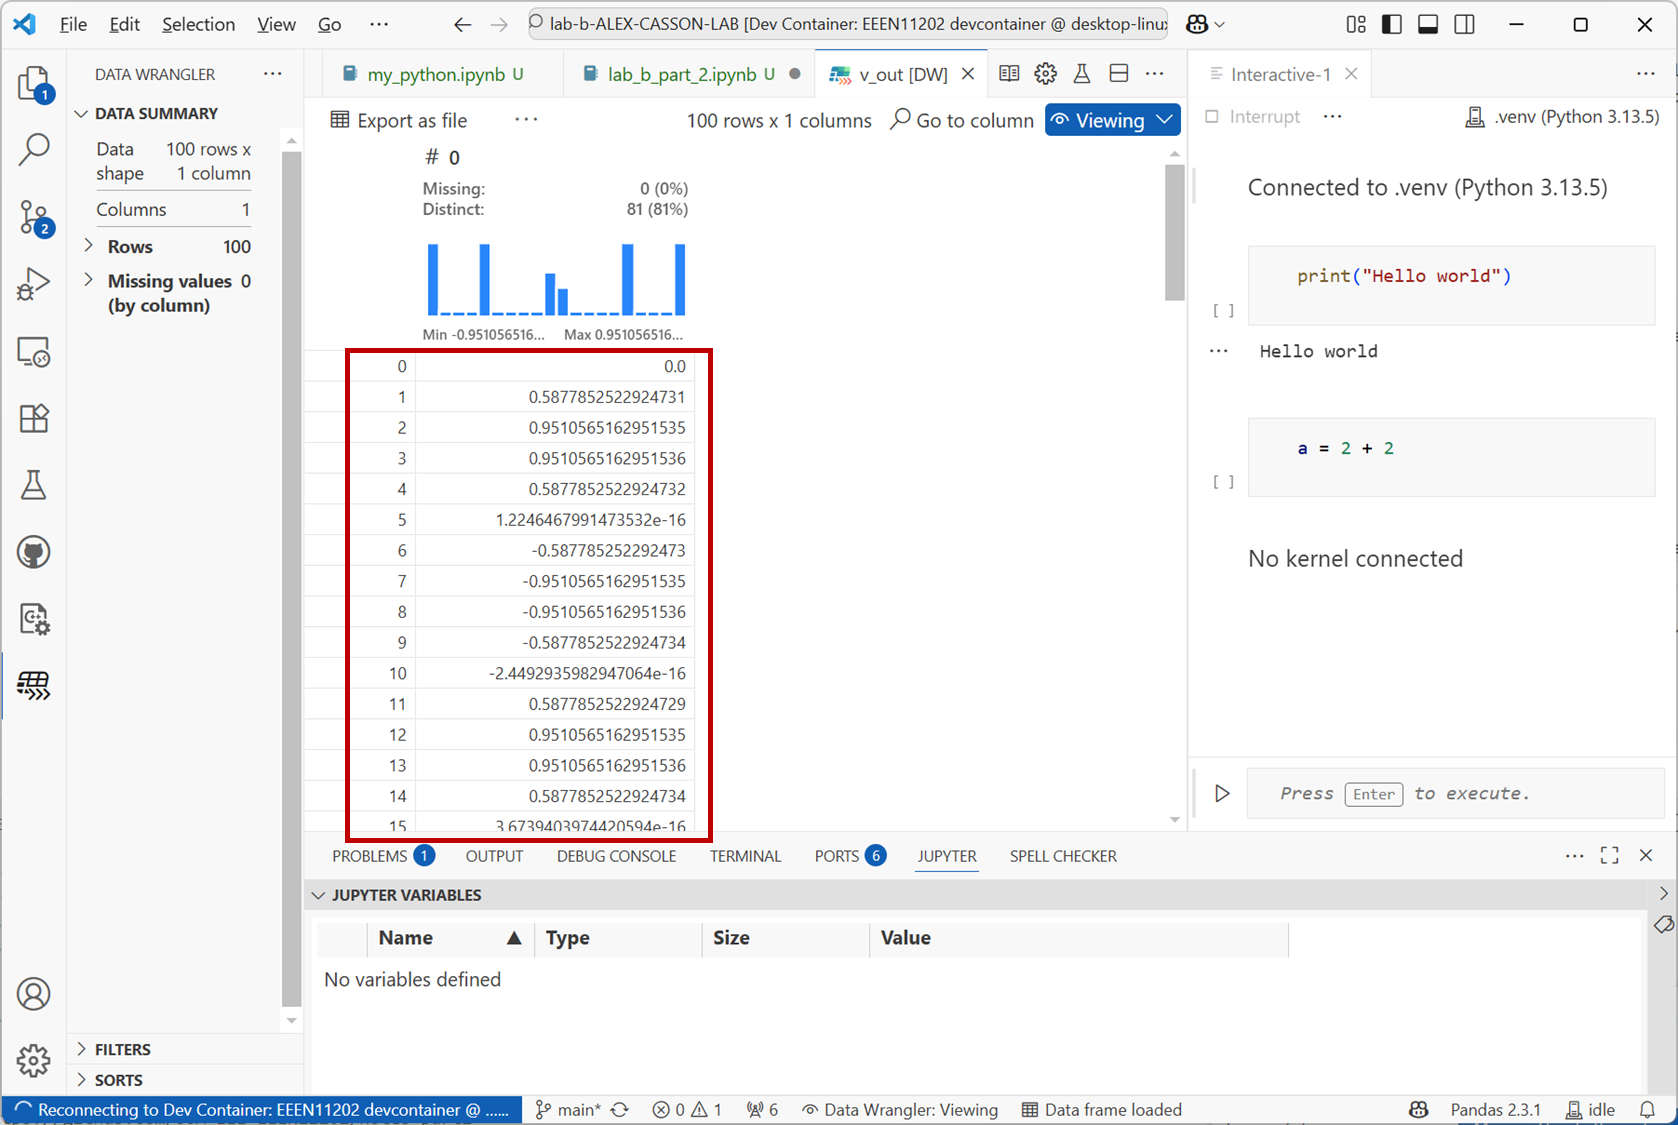 File Edit Selection View Go ··· lab-b-ALEX-CASSON-LAB [Dev Container: EEEN11202 devcontainer @ desktop-linux
DATA WRANGLER ···
my_python.ipynb U
lab_b_part_2.ipynb U
v_out [DW]
Interactive-1
Export as file ···
100 rows x 1 columns
Go to column
Viewing
Interrupt ···
.venv (Python 3.13.5)
1
2
DATA SUMMARY
Data shape 100 rows x 1 column
Columns 1
Rows 100
Missing values (by column) 0
FILTERS
SORTS
# 0
Missing: 0 (0%)
Distinct: 81 (81%)
Min -0.951056516... Max 0.951056516...
0 0.0
1 0.5877852522924731
2 0.9510565162951535
3 0.9510565162951536
4 0.5877852522924732
5 1.2246467991473532e-16
6 -0.587785252292473
7 -0.9510565162951535
8 -0.9510565162951536
9 -0.5877852522924734
10 -2.4492935982947064e-16
11 0.5877852522924729
12 0.9510565162951535
13 0.9510565162951536
14 0.5877852522924734
15 3.6739403974420594e-16
Connected to .venv (Python 3.13.5)
print("Hello world")
[ ]
··· Hello world
a = 2 + 2
[ ]
No kernel connected
Press Enter to execute.
PROBLEMS 1 OUTPUT DEBUG CONSOLE TERMINAL PORTS 6 JUPYTER SPELL CHECKER ···
JUPYTER VARIABLES
Name Type Size Value
No variables defined
Reconnecting to Dev Container: EEEN11202 devcontainer @ ...... main* 0 1 6 Data Wrangler: Viewing Data frame loaded Pandas 2.3.1 idle